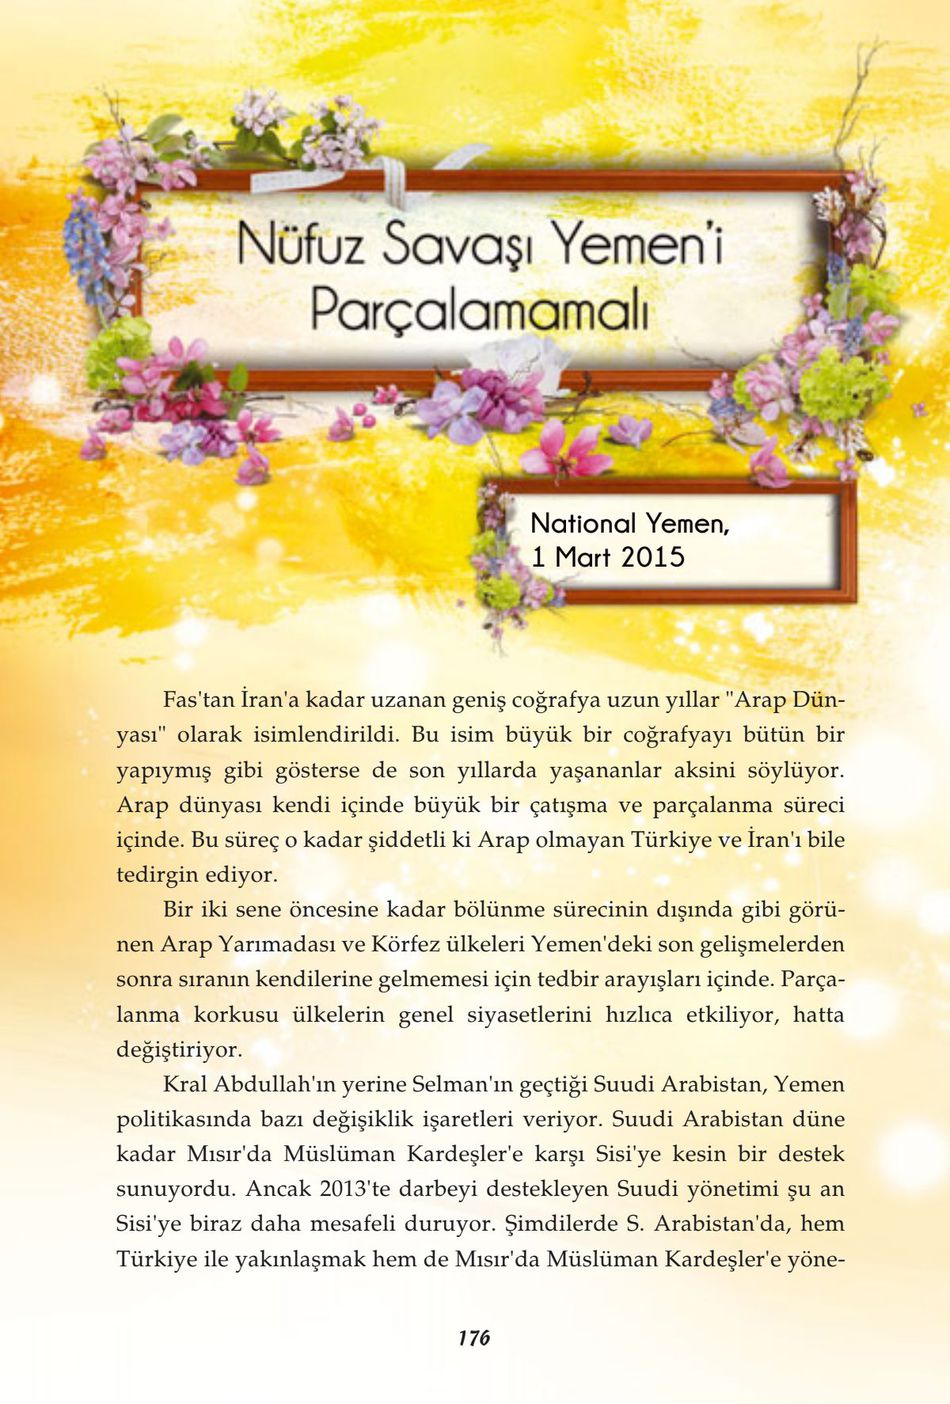 Nüfuz Savaşı Yemen'i
Parçalamamalı
National Yemen,
1 Mart 2015
Fas'tan İran'a kadar uzanan geniş coğrafya uzun yıllar "Arap Dün-
yası" olarak isimlendirildi. Bu isim büyük bir coğrafyayı bütün bir
yapıymış gibi gösterse de son yıllarda yaşananlar aksini söylüyor.
Arap dünyası kendi içinde büyük bir çatışma ve parçalanma süreci
içinde. Bu süreç o kadar şiddetli ki Arap olmayan Türkiye ve İran'ı bile
tedirgin ediyor.
Bir iki sene öncesine kadar bölünme sürecinin dışında gibi görü-
nen Arap Yarımadası ve Körfez ülkeleri Yemen'deki son gelişmelerden
sonra sıranın kendilerine gelmemesi için tedbir arayışları içinde. Parça-
lanma korkusu ülkelerin genel siyasetlerini hızlıca etkiliyor, hatta
değiştiriyor.
Kral Abdullah'ın yerine Selman'ın geçtiği Suudi Arabistan, Yemen
politikasında bazı değişiklik işaretleri veriyor. Suudi Arabistan düne
kadar Mısır'da Müslüman Kardeşler'e karşı Sisi'ye kesin bir destek
sunuyordu. Ancak 2013'te darbeyi destekleyen Suudi yönetimi şu an
Sisi'ye biraz daha mesafeli duruyor. Şimdilerde S. Arabistan'da, hem
Türkiye ile yakınlaşmak hem de Mısır'da Müslüman Kardeşler'e yöne-
176